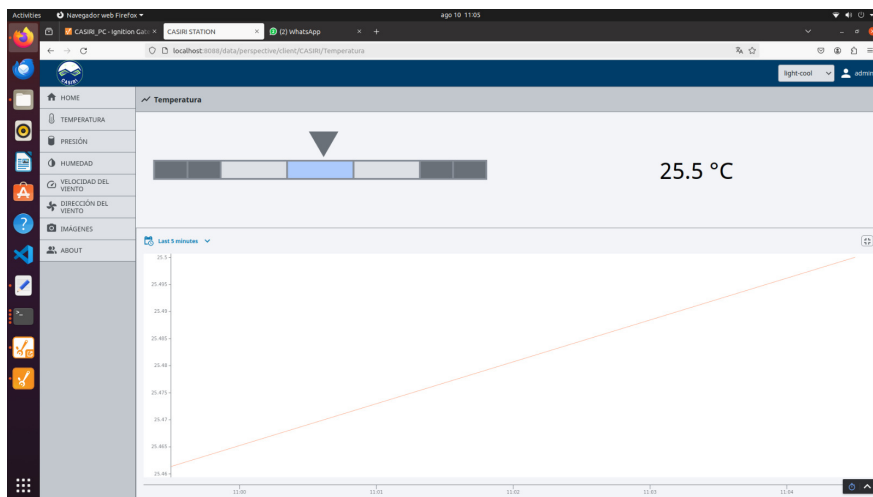 Activities
Navegador web Firefox
ago 10 11:05
CASIRI_PC - Ignition Gat
CASIRI STATION
(2) WhatsApp
localhost:8088/data/perspective/client/CASIRI/Temperatura
CASIRI
light-cool
admin
HOME
TEMPERATURA
PRESIÓN
HUMEDAD
VELOCIDAD DEL
VIENTO
DIRECCIÓN DEL
VIENTO
IMÁGENES
ABOUT
Temperatura
25.5 °C
Last 5 minutes
25.5
25.495
25.49
25.485
25.48
25.475
25.47
25.465
25.46
11:00
11:01
11:02
11:03
11:04